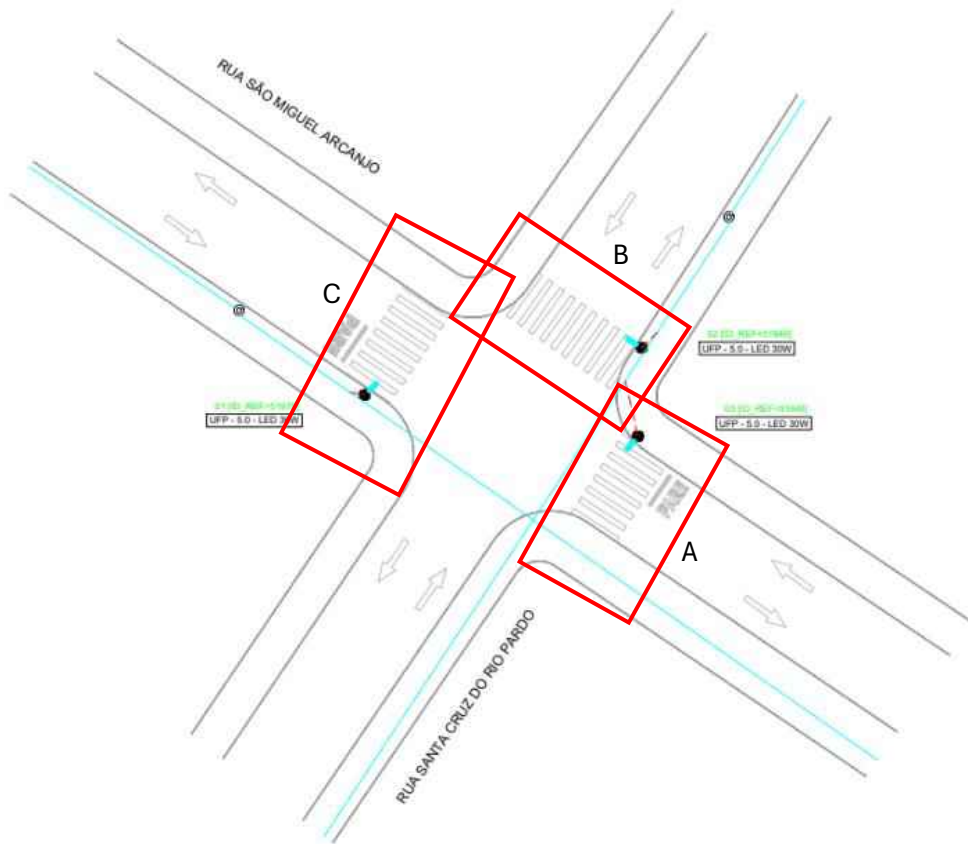 RUA SÃO MIGUEL ARCANJO
B
C
UFP - 5.0 - LED 30W
UFP - 5.0 - LED 30W
UFP - 5.0 - LED 30W
PARE
A
RUA SANTA CRUZ DO RIO PARDO